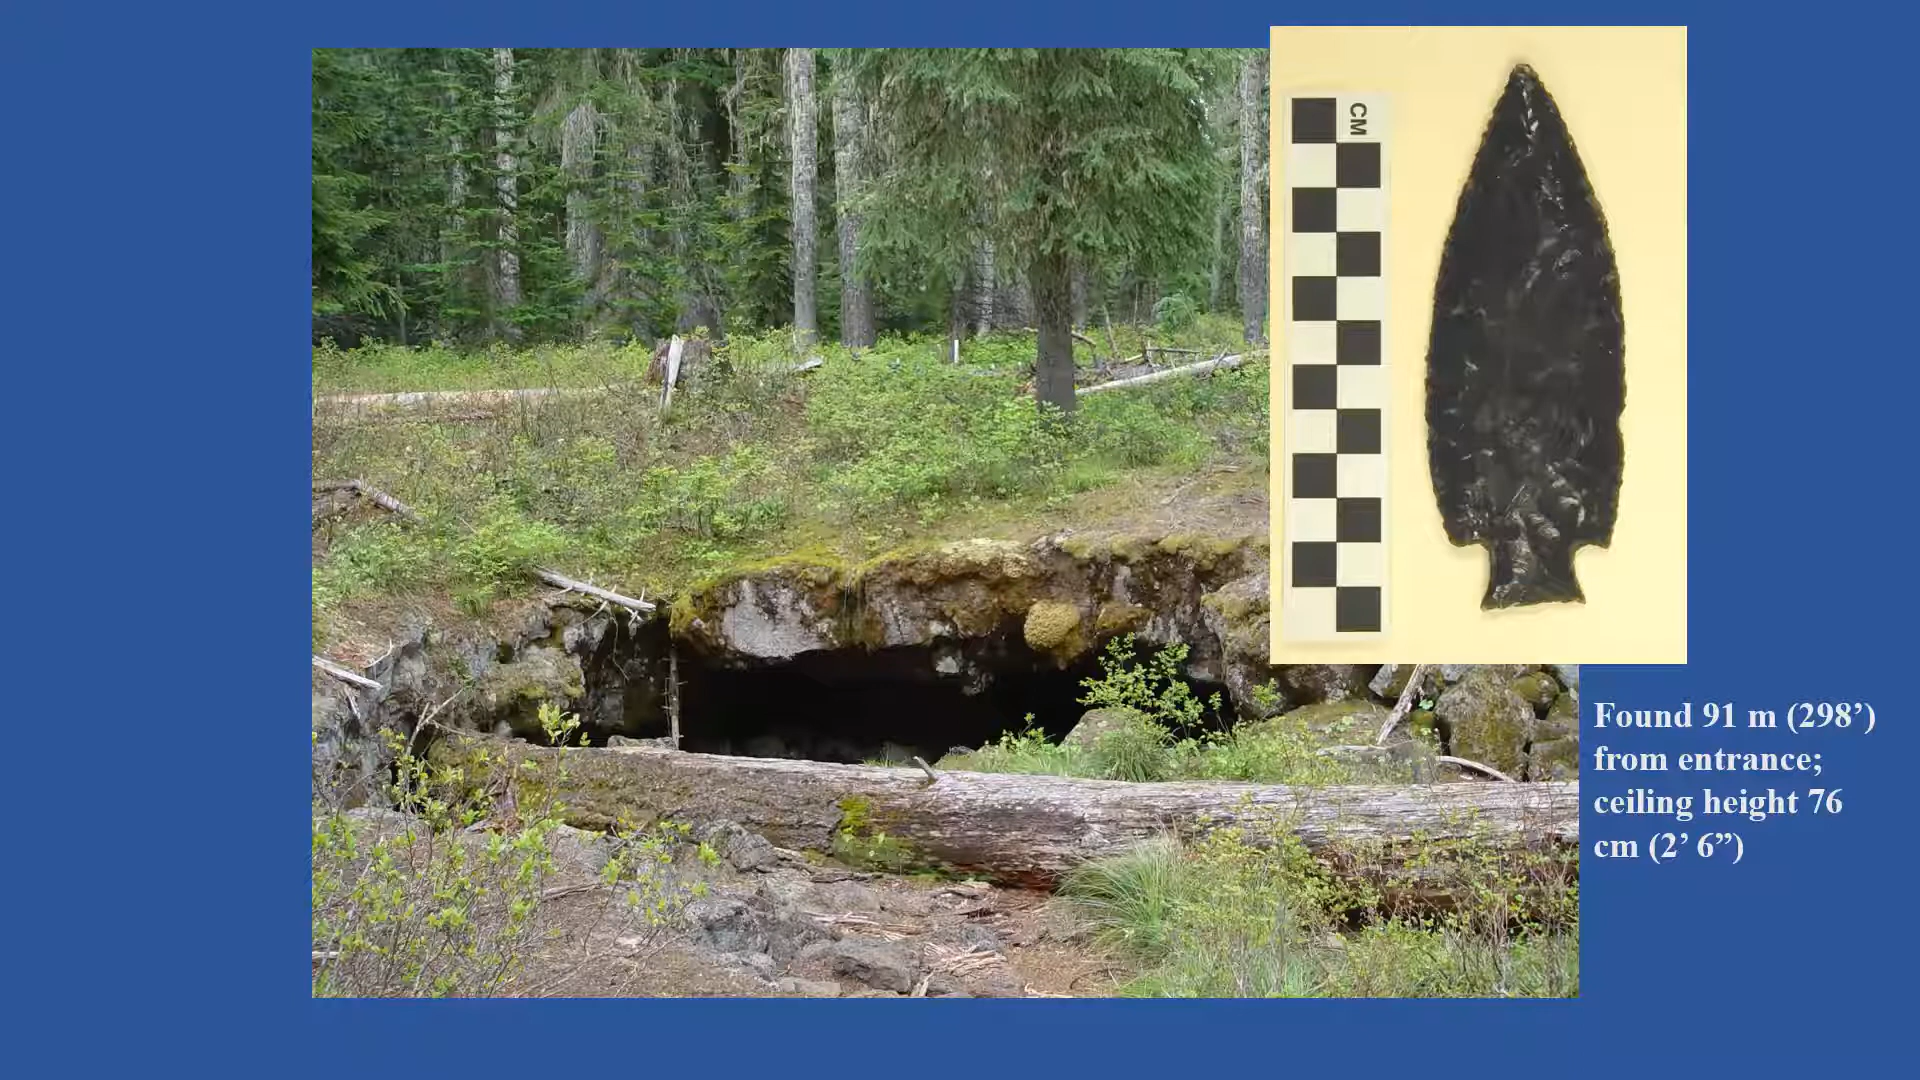 CM
Found 91 m (298’)
from entrance;
ceiling height 76
cm (2’ 6”)